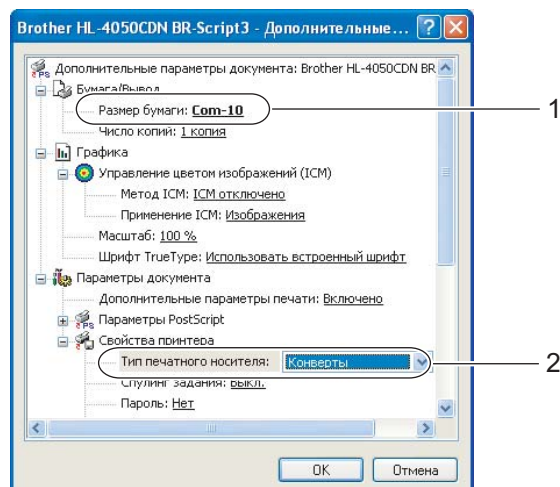 Brother HL-4050CDN BR-Script3 - Дополнительные...
Дополнительные параметры документа: Brother HL-4050CDN BR
Бумага/Вывод
Размер бумаги: Com-10
1
Число копий: 1 копия
Графика
Управление цветом изображений (ICM)
Метод ICM: ICM отключено
Применение ICM: Изображения
Масштаб: 100 %
Шрифт TrueType: Использовать встроенный шрифт
Параметры документа
Дополнительные параметры печати: Включено
Параметры PostScript
Свойства принтера
Тип печатного носителя: Конверты
2
Спулинг задания: Выкл.
Пароль: Нет
OK Отмена